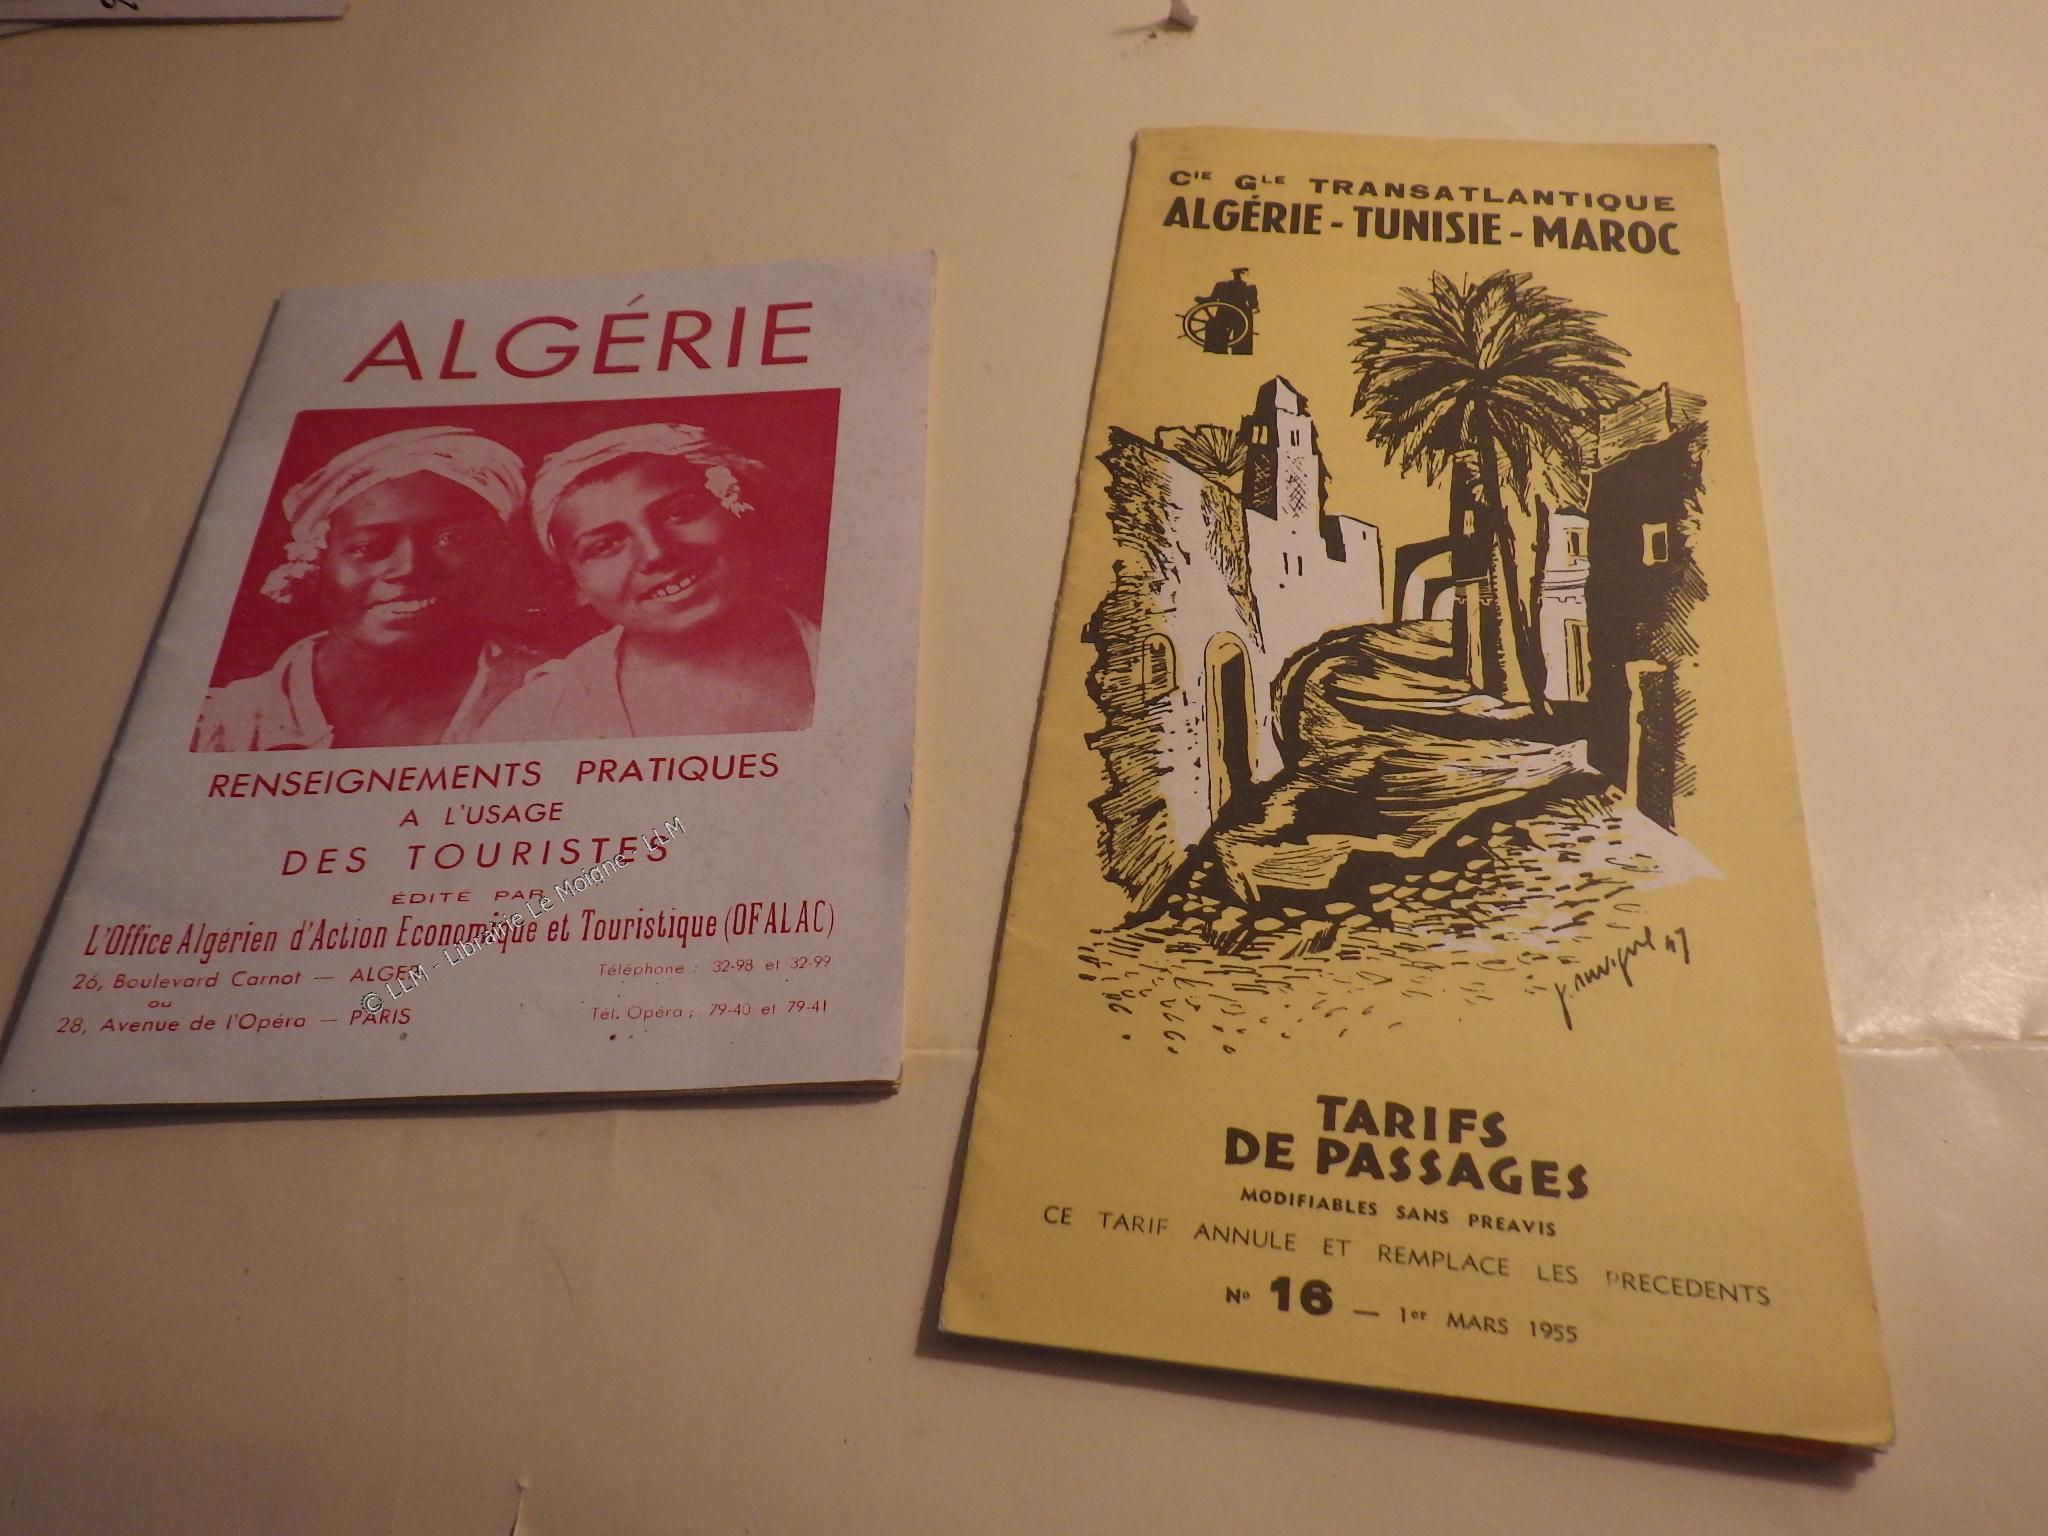 ALGÉRIE
RENSEIGNEMENTS PRATIQUES
A L'USAGE
DES TOURISTES
ÉDITÉ PAR
L'Office Algérien d'Action Economique et Touristique (OFALAC)
26, Boulevard Carnot — ALGER Téléphone : 32-98 et 32-99
ou
28, Avenue de l'Opéra — PARIS Tél. Opéra : 79-40 et 79-41
© LLM - Librairie Le Moigne - LLM
CIE GLE TRANSATLANTIQUE
ALGÉRIE - TUNISIE - MAROC
47
TARIFS
DE PASSAGES
MODIFIABLES SANS PREAVIS
CE TARIF ANNULE ET REMPLACE LES PRECEDENTS
No 16 — 1er MARS 1955